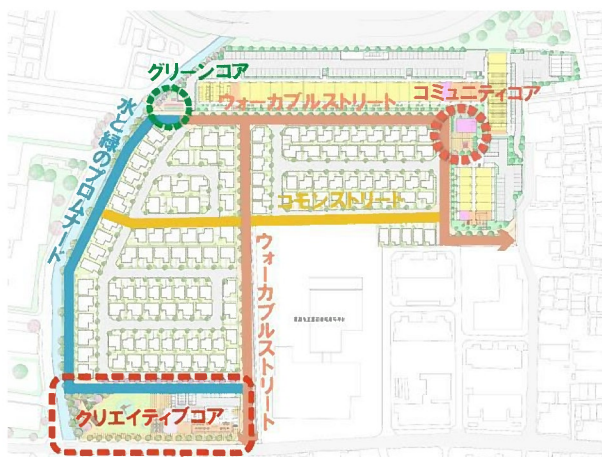 グリーンコア
コミュニティコア
ウォーカブルストリート
水と緑のプロムナード
コモンストリート
ウォーカブルストリート
クリエイティブコア